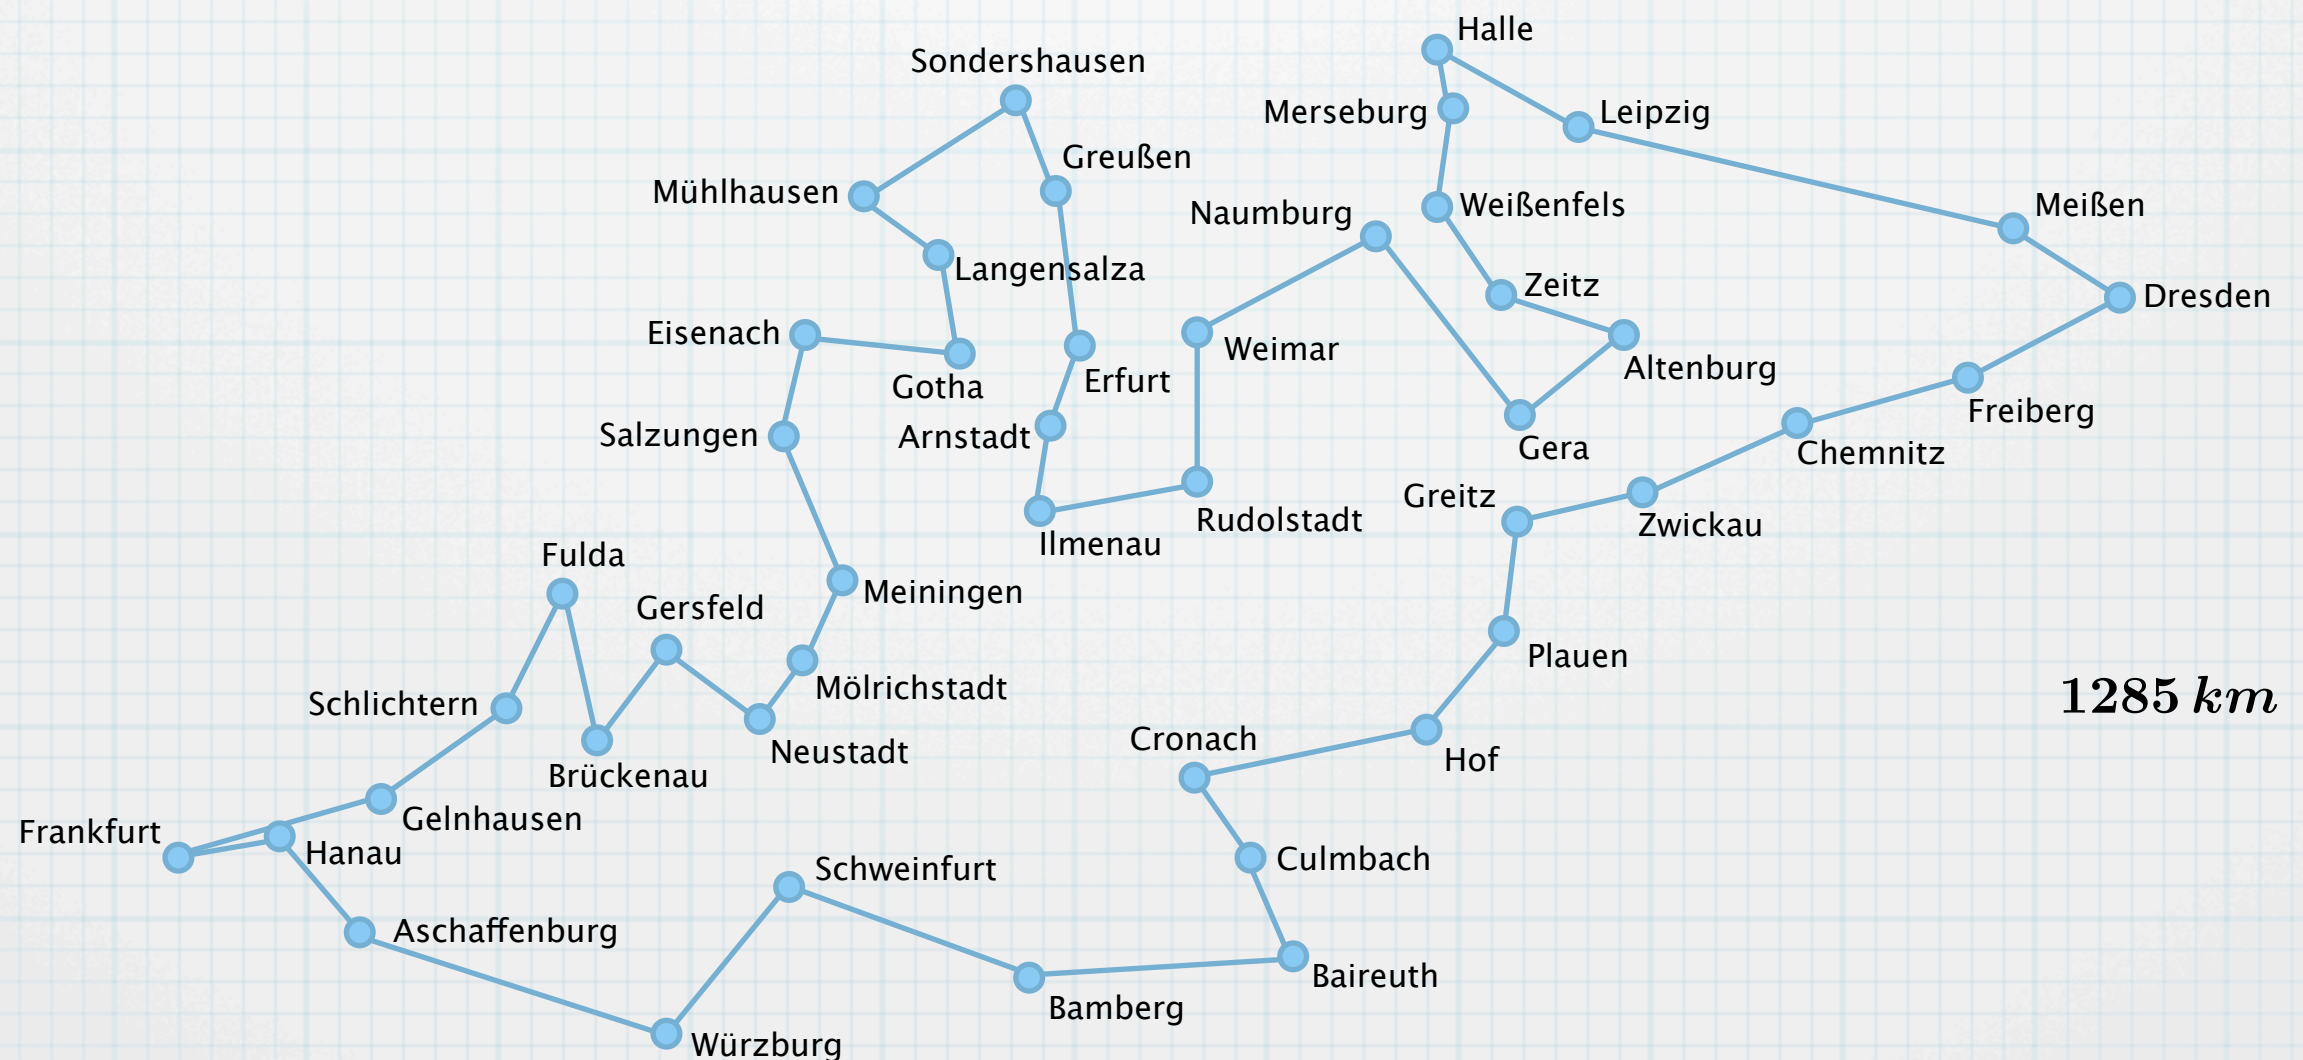 Halle
Sondershausen
Merseburg
Leipzig
Greußen
Mühlhausen
Naumburg
Weißenfels
Meißen
Langensalza
Zeitz
Dresden
Eisenach
Weimar
Altenburg
Gotha
Erfurt
Freiberg
Salzungen
Arnstadt
Gera
Chemnitz
Greitz
Rudolstadt
Zwickau
Ilmenau
Fulda
Meiningen
Gersfeld
Plauen
Mölrichstadt
1285 km
Schlichtern
Cronach
Neustadt
Hof
Brückenau
Gelnhausen
Frankfurt
Hanau
Culmbach
Schweinfurt
Aschaffenburg
Baireuth
Bamberg
Würzburg